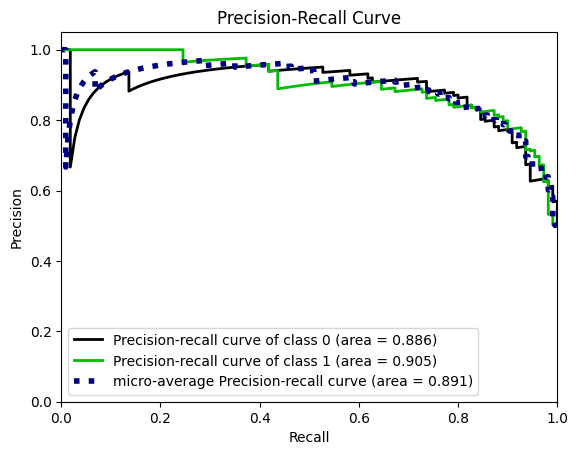 Precision-Recall Curve
1.0
0.8
0.6
0.4
0.2
0.0
Precision
Precision-recall curve of class 0 (area = 0.886)
Precision-recall curve of class 1 (area = 0.905)
micro-average Precision-recall curve (area = 0.891)
0.0 0.2 0.4 0.6 0.8 1.0
Recall